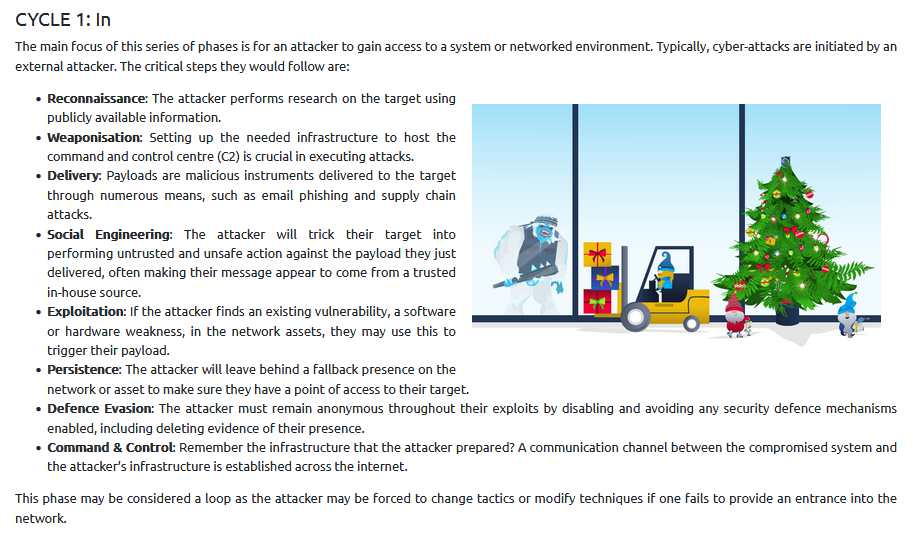 CYCLE 1: In
The main focus of this series of phases is for an attacker to gain access to a system or networked environment. Typically, cyber-attacks are initiated by an
external attacker. The critical steps they would follow are:
• Reconnaissance: The attacker performs research on the target using
publicly available information.
• Weaponisation: Setting up the needed infrastructure to host the
command and control centre (C2) is crucial in executing attacks.
• Delivery: Payloads are malicious instruments delivered to the target
through numerous means, such as email phishing and supply chain
attacks.
• Social Engineering: The attacker will trick their target into
performing untrusted and unsafe action against the payload they just
delivered, often making their message appear to come from a trusted
in-house source.
• Exploitation: If the attacker finds an existing vulnerability, a software
or hardware weakness, in the network assets, they may use this to
trigger their payload.
• Persistence: The attacker will leave behind a fallback presence on the
network or asset to make sure they have a point of access to their target.
• Defence Evasion: The attacker must remain anonymous throughout their exploits by disabling and avoiding any security defence mechanisms
enabled, including deleting evidence of their presence.
• Command & Control: Remember the infrastructure that the attacker prepared? A communication channel between the compromised system and
the attacker's infrastructure is established across the internet.
This phase may be considered a loop as the attacker may be forced to change tactics or modify techniques if one fails to provide an entrance into the
network.